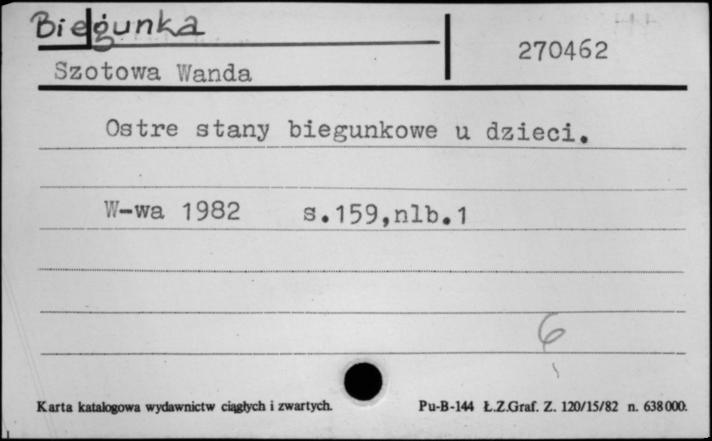 Biegunka
270462
Szotowa Wanda
Ostre stany biegunkowe u dzieci.
W-wa 1982 s.159,nlb.1
6
Karta katalogowa wydawnictw ciągłych i zwartych. Pu-B-144 Ł.Z.Graf. Z. 120/15/82 n. 638000.